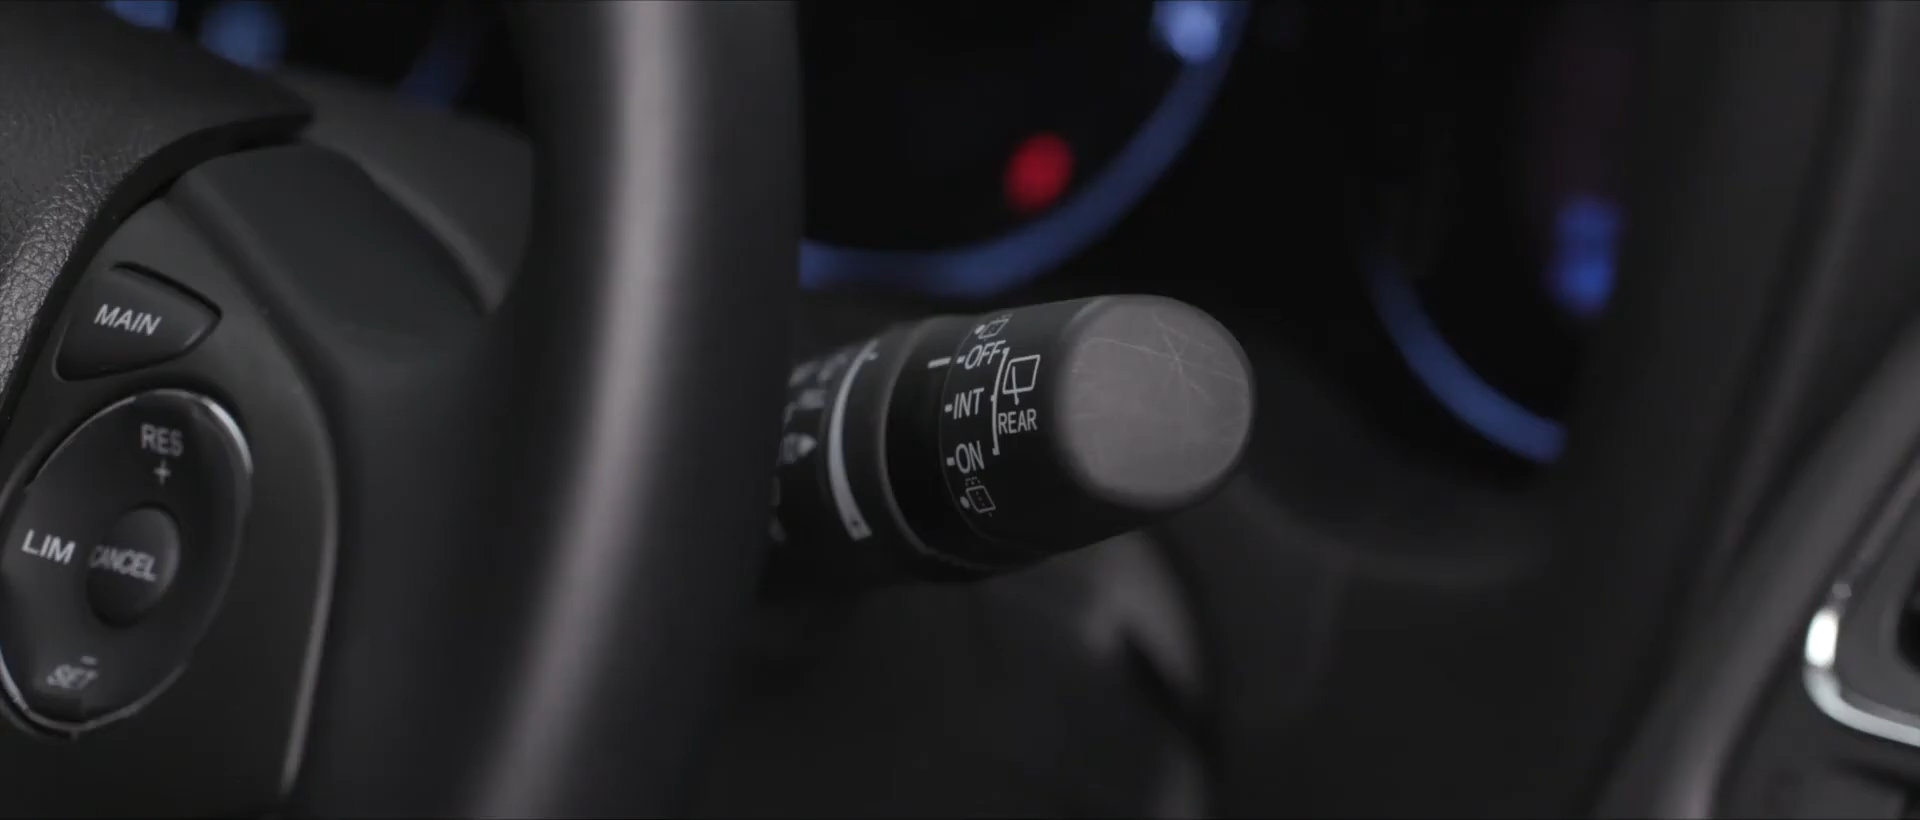 MAIN
RES
+
LIM
CANCEL
-
SET
-OFF
-INT
REAR
-ON